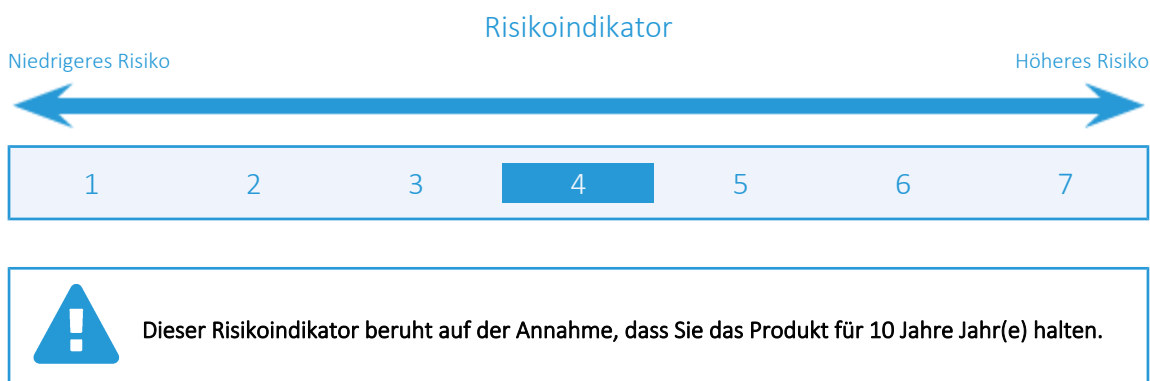 Risikoindikator
Niedrigeres Risiko Höheres Risiko
1 2 3 4 5 6 7
Dieser Risikoindikator beruht auf der Annahme, dass Sie das Produkt für 10 Jahre Jahr(e) halten.